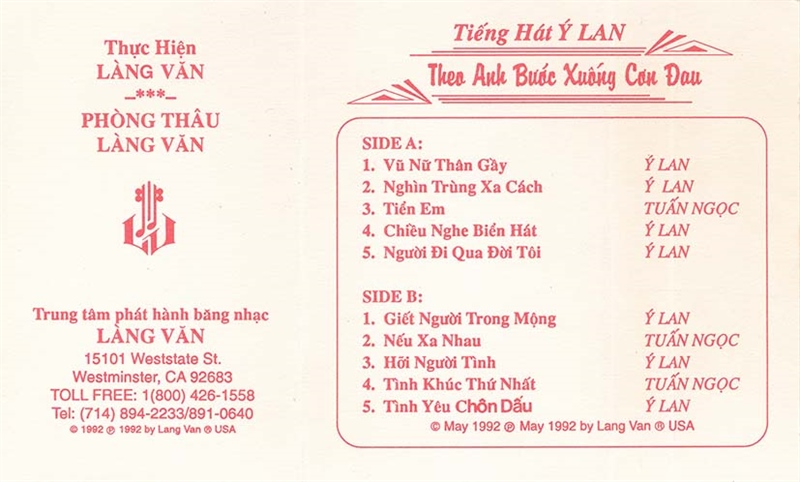 Thực Hiện
LÀNG VĂN
–***–
PHÒNG THÂU
LÀNG VĂN
Trung tâm phát hành băng nhạc
LÀNG VĂN
15101 Weststate St.
Westminster, CA 92683
TOLL FREE: 1(800) 426-1558
Tel: (714) 894-2233/891-0640
© 1992 ℗ 1992 by Lang Van ® USA
Tiếng Hát Ý LAN
Theo Anh Bước Xuống Cơn Đau
SIDE A:
1. Vũ Nữ Thân Gầy Ý LAN
2. Nghìn Trùng Xa Cách Ý LAN
3. Tiển Em TUẤN NGỌC
4. Chiều Nghe Biển Hát Ý LAN
5. Người Đi Qua Đời Tôi Ý LAN
SIDE B:
1. Giết Người Trong Mộng Ý LAN
2. Nếu Xa Nhau TUẤN NGỌC
3. Hỡi Người Tình Ý LAN
4. Tình Khúc Thứ Nhất TUẤN NGỌC
5. Tình Yêu Chôn Dấu Ý LAN
© May 1992 ℗ May 1992 by Lang Van ® USA